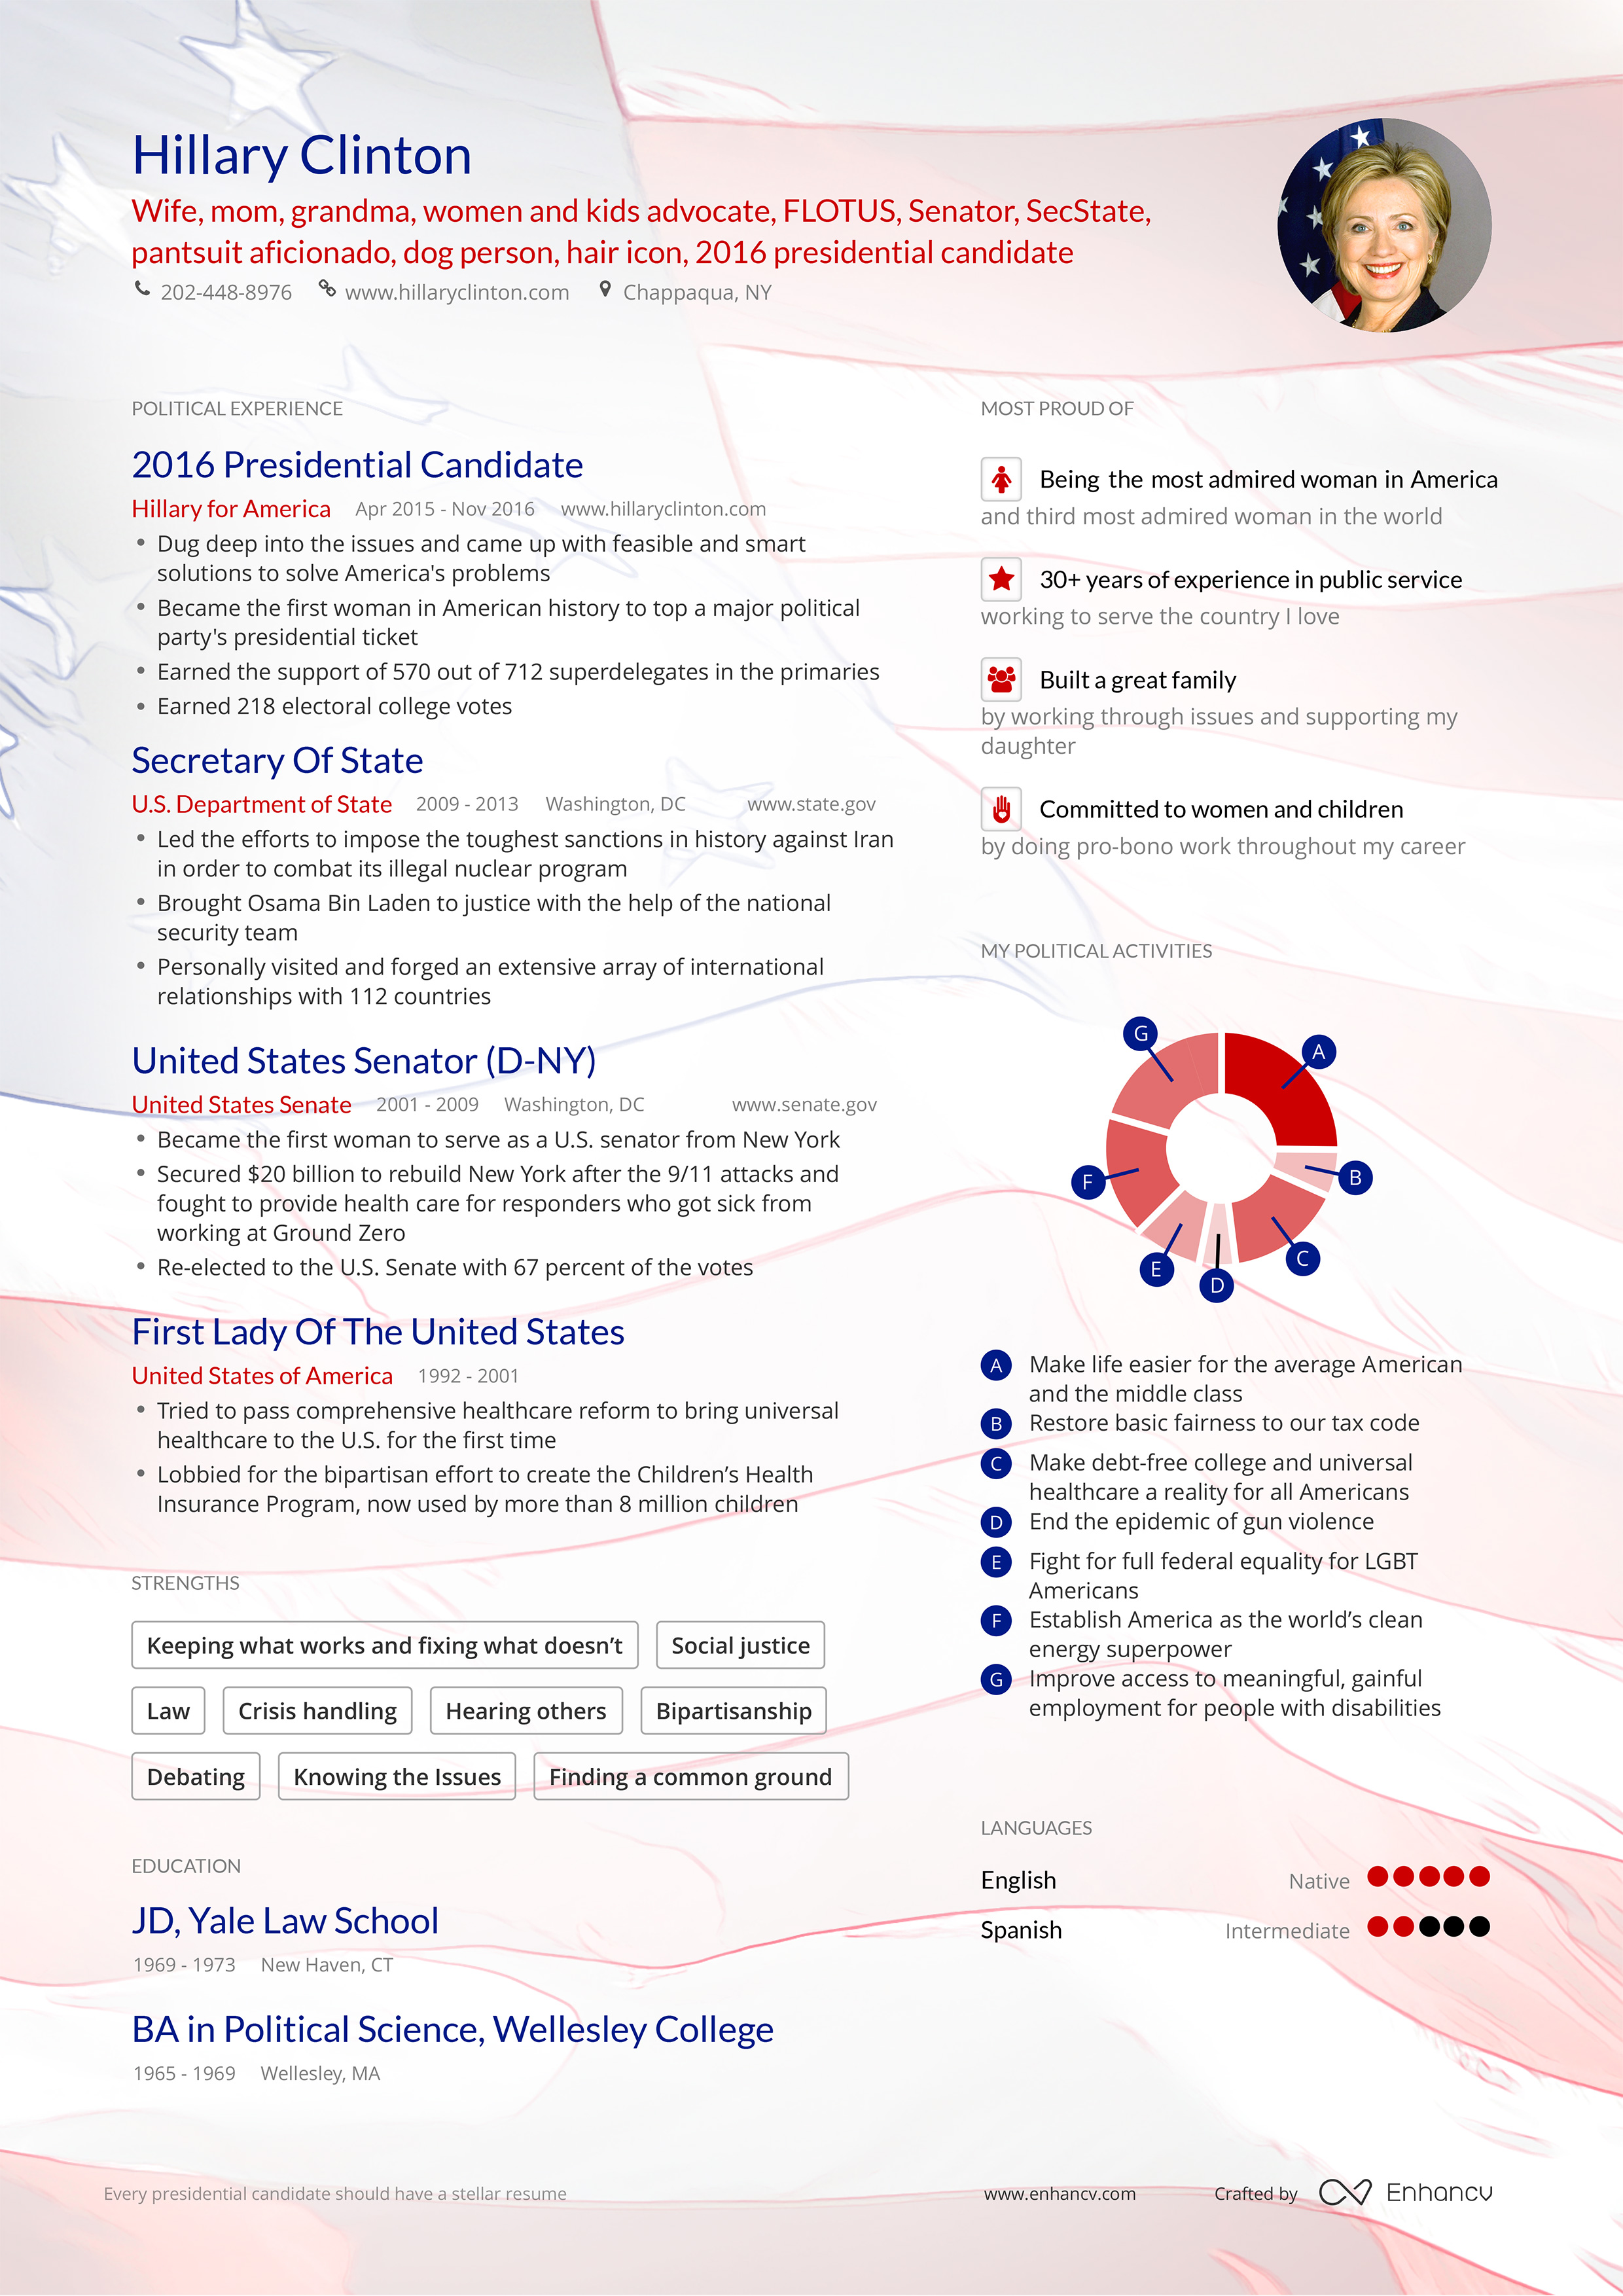 Hillary Clinton
Wife, mom, grandma, women and kids advocate, FLOTUS, Senator, SecState,
pantsuit aficionado, dog person, hair icon, 2016 presidential candidate
202-448-8976 www.hillaryclinton.com Chappaqua, NY
POLITICAL EXPERIENCE
2016 Presidential Candidate
Hillary for America Apr 2015 - Nov 2016 www.hillaryclinton.com
• Dug deep into the issues and came up with feasible and smart
solutions to solve America's problems
• Became the first woman in American history to top a major political
party's presidential ticket
• Earned the support of 570 out of 712 superdelegates in the primaries
• Earned 218 electoral college votes
Secretary Of State
U.S. Department of State 2009 - 2013 Washington, DC www.state.gov
• Led the efforts to impose the toughest sanctions in history against Iran
in order to combat its illegal nuclear program
• Brought Osama Bin Laden to justice with the help of the national
security team
• Personally visited and forged an extensive array of international
relationships with 112 countries
United States Senator (D-NY)
United States Senate 2001 - 2009 Washington, DC www.senate.gov
• Became the first woman to serve as a U.S. senator from New York
• Secured $20 billion to rebuild New York after the 9/11 attacks and
fought to provide health care for responders who got sick from
working at Ground Zero
• Re-elected to the U.S. Senate with 67 percent of the votes
First Lady Of The United States
United States of America 1992 - 2001
• Tried to pass comprehensive healthcare reform to bring universal
healthcare to the U.S. for the first time
• Lobbied for the bipartisan effort to create the Children’s Health
Insurance Program, now used by more than 8 million children
STRENGTHS
Keeping what works and fixing what doesn’t Social justice
Law Crisis handling Hearing others Bipartisanship
Debating Knowing the Issues Finding a common ground
EDUCATION
JD, Yale Law School
1969 - 1973 New Haven, CT
BA in Political Science, Wellesley College
1965 - 1969 Wellesley, MA
MOST PROUD OF
Being the most admired woman in America
and third most admired woman in the world
30+ years of experience in public service
working to serve the country I love
Built a great family
by working through issues and supporting my
daughter
Committed to women and children
by doing pro-bono work throughout my career
MY POLITICAL ACTIVITIES
G
A
B
F
C
E
D
A Make life easier for the average American
and the middle class
B Restore basic fairness to our tax code
C Make debt-free college and universal
healthcare a reality for all Americans
D End the epidemic of gun violence
E Fight for full federal equality for LGBT
Americans
F Establish America as the world’s clean
energy superpower
G Improve access to meaningful, gainful
employment for people with disabilities
LANGUAGES
English Native
Spanish Intermediate
Every presidential candidate should have a stellar resume
www.enhancv.com Crafted by Enhancv